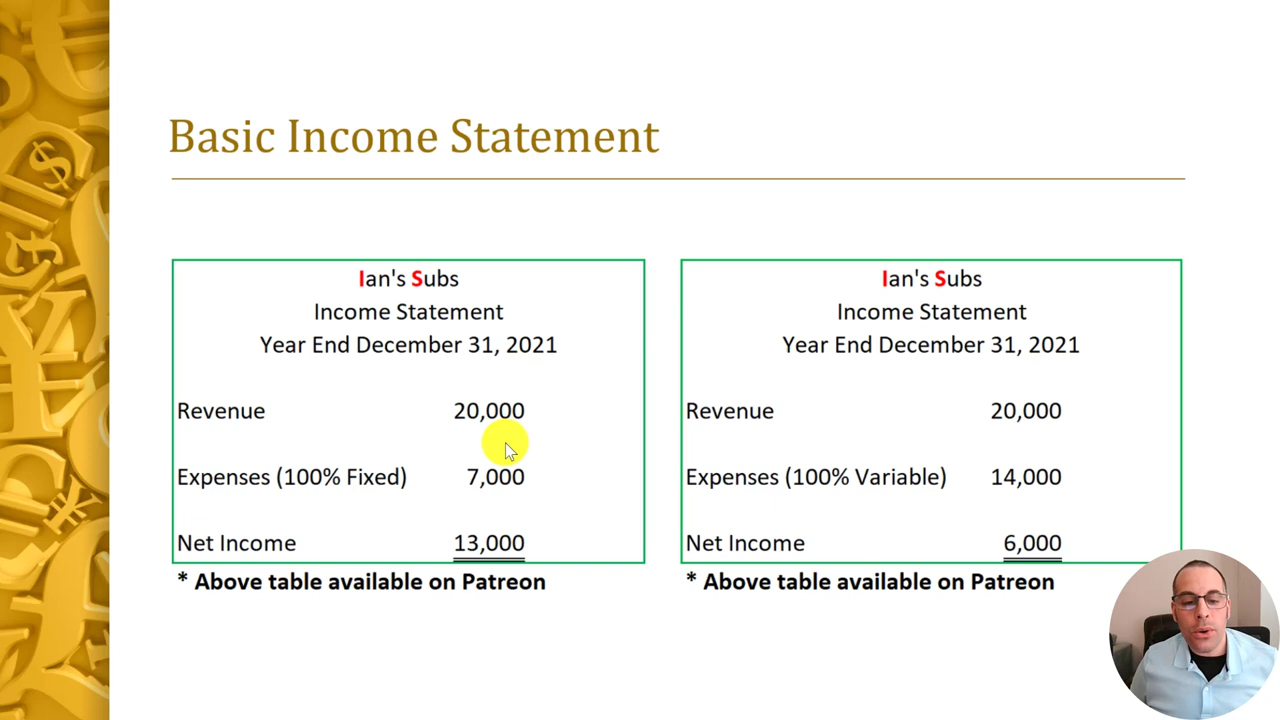 Basic Income Statement
Ian's Subs
Income Statement
Year End December 31, 2021
Revenue 20,000
Expenses (100% Fixed) 7,000
Net Income 13,000
* Above table available on Patreon
Ian's Subs
Income Statement
Year End December 31, 2021
Revenue 20,000
Expenses (100% Variable) 14,000
Net Income 6,000
* Above table available on Patreon